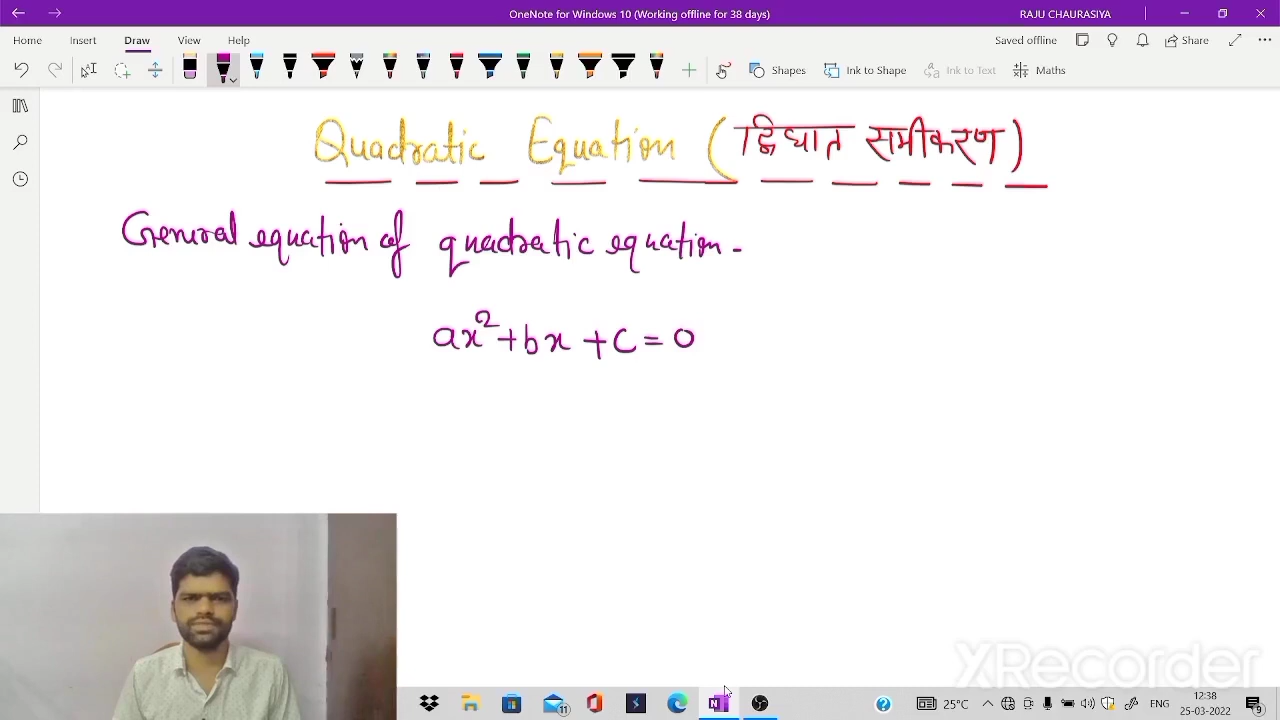 OneNote for Windows 10 (Working offline for 38 days)
RAJU CHAURASIYA
Home Insert Draw View Help
Saved offline Share
Shapes Ink to Shape Ink to Text Maths
Quadratic Equation (द्विघात समीकरण)
General equation of quadratic equation -
ax²+bx+c=0
XRecorder
11 25°C ENG 12:38
25-03-2022 9